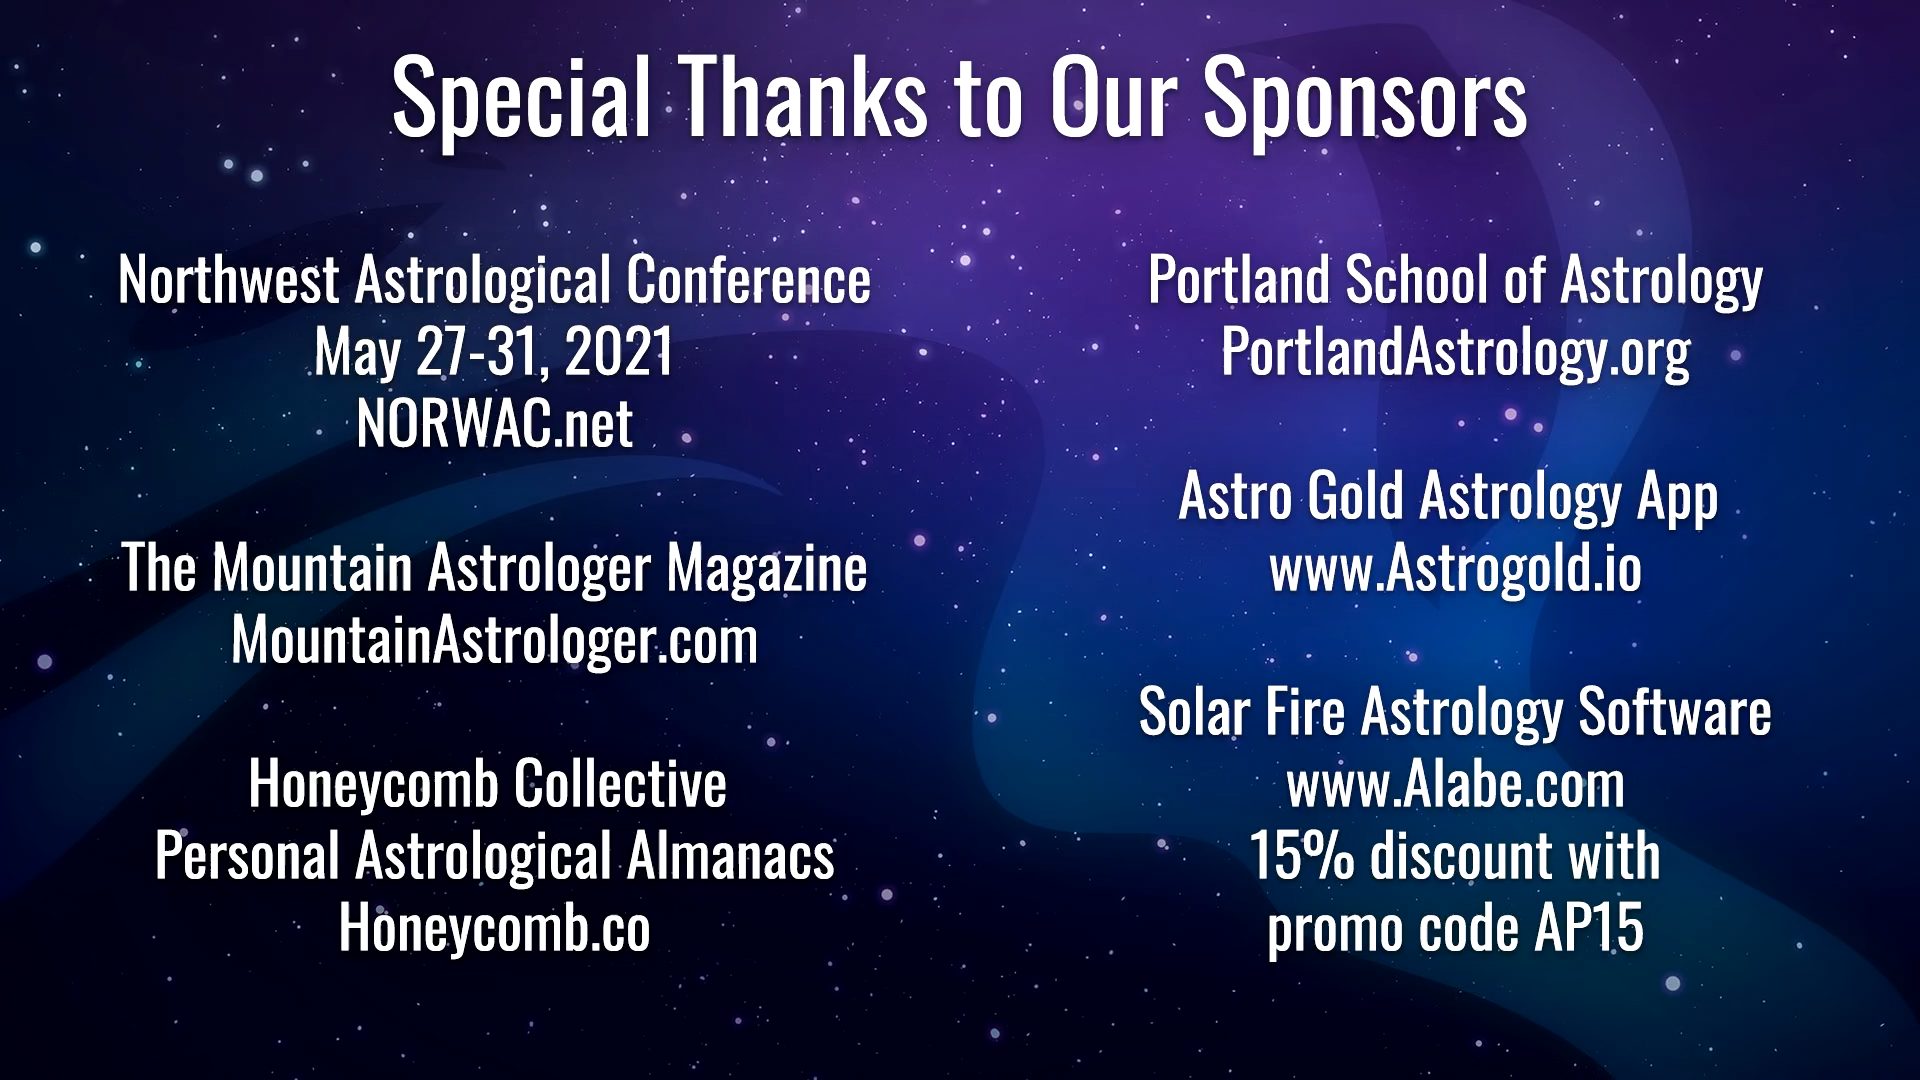 Special Thanks to Our Sponsors
Northwest Astrological Conference
May 27-31, 2021
NORWAC.net
The Mountain Astrologer Magazine
MountainAstrologer.com
Honeycomb Collective
Personal Astrological Almanacs
Honeycomb.co
Portland School of Astrology
PortlandAstrology.org
Astro Gold Astrology App
www.Astrogold.io
Solar Fire Astrology Software
www.Alabe.com
15% discount with
promo code AP15